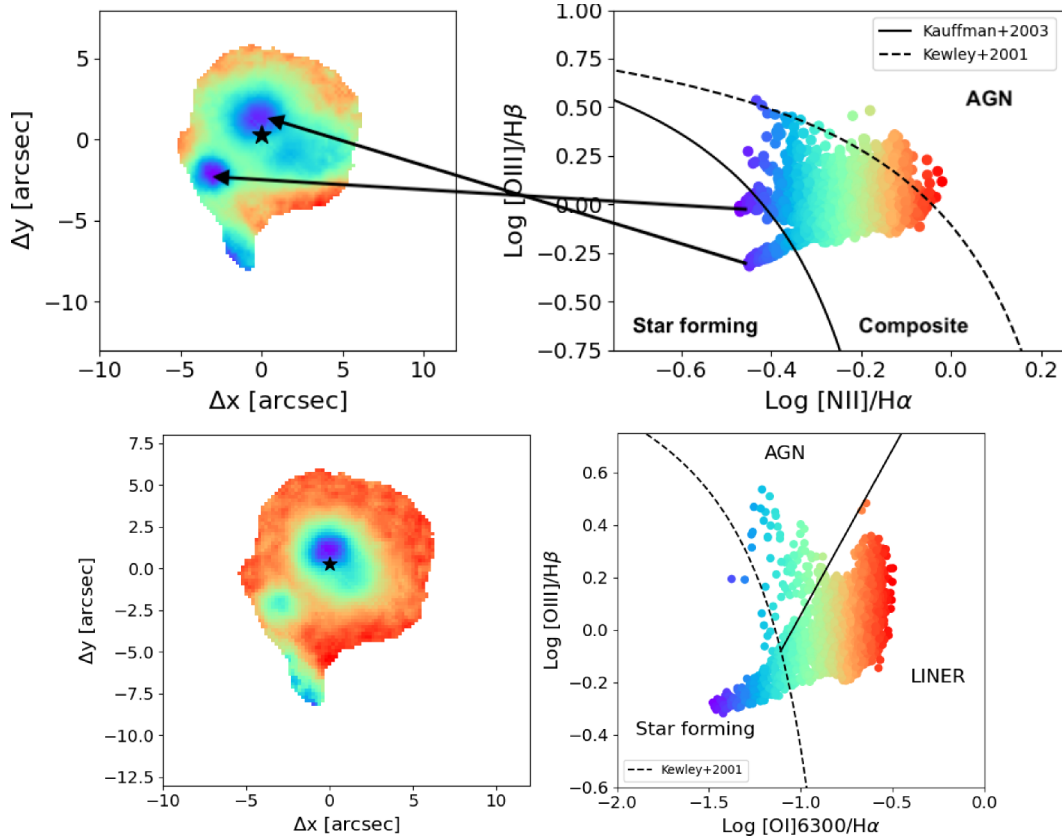 5
0
−5
−10
Δy [arcsec]
−10 −5 0 5 10
Δx [arcsec]
1.00
0.75
0.50
0.25
0.00
−0.25
−0.50
−0.75
Log [OIII]/Hβ
Kauffman+2003
Kewley+2001
AGN
Star forming
Composite
−0.6 −0.4 −0.2 0.0 0.2
Log [NII]/Hα
7.5
5.0
2.5
0.0
−2.5
−5.0
−7.5
−10.0
−12.5
Δy [arcsec]
−10 −5 0 5 10
Δx [arcsec]
0.6
0.4
0.2
0.0
−0.2
−0.4
−0.6
Log [OIII]/Hβ
AGN
LINER
Star forming
Kewley+2001
−2.0 −1.5 −1.0 −0.5 0.0
Log [OI]6300/Hα